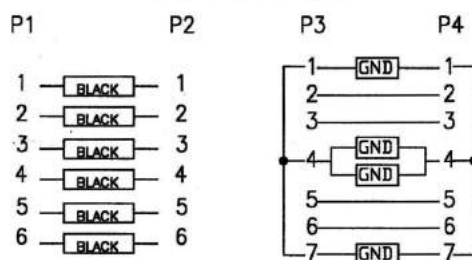 P1 P2
1 BLACK 1
2 BLACK 2
3 BLACK 3
4 BLACK 4
5 BLACK 5
6 BLACK 6
P3 P4
1 GND 1
2 2
3 3
GND
4 4
GND
5 5
6 6
7 GND 7